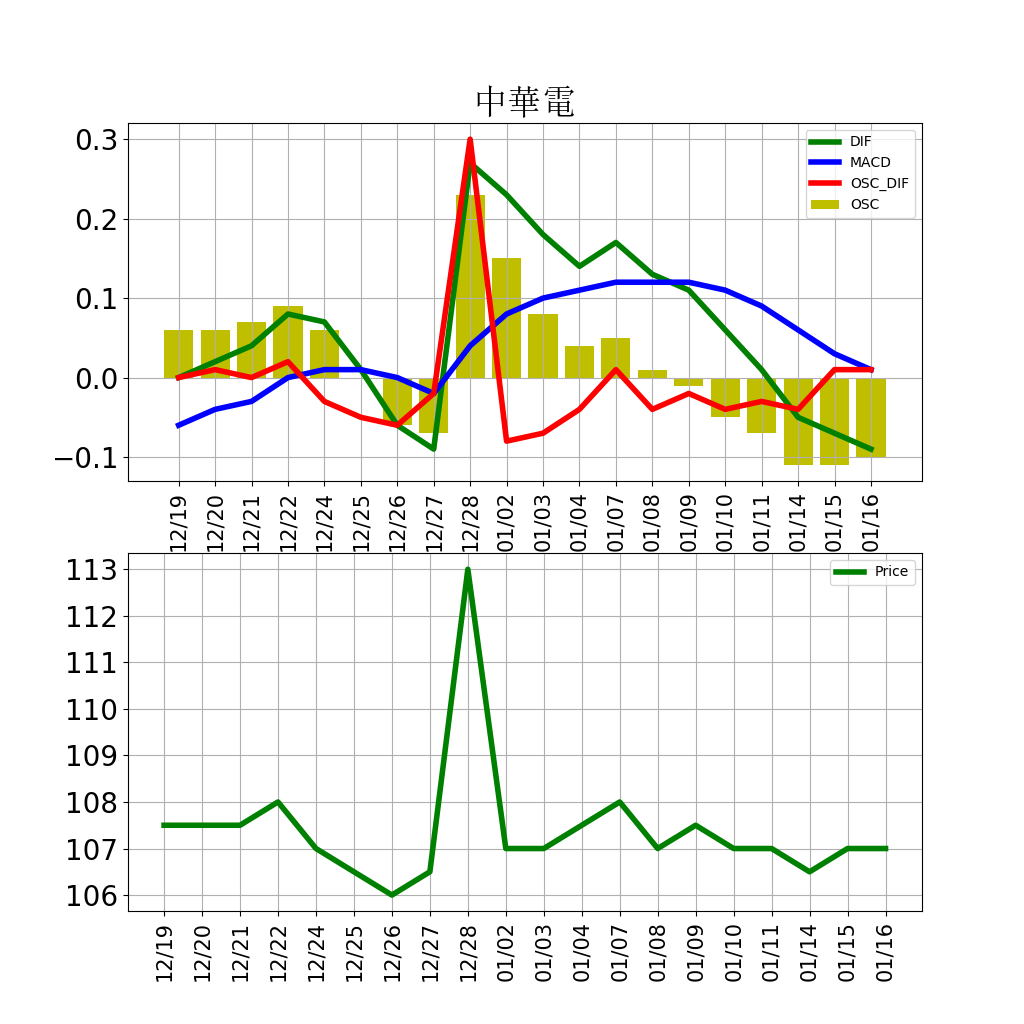 中華電
0.3
0.2
0.1
0.0
−0.1
DIF
MACD
OSC_DIF
OSC
12/19 12/20 12/21 12/22 12/24 12/25 12/26 12/27 12/28 01/02 01/03 01/04 01/07 01/08 01/09 01/10 01/11 01/14 01/15 01/16
113
112
111
110
109
108
107
106
Price
12/19 12/20 12/21 12/22 12/24 12/25 12/26 12/27 12/28 01/02 01/03 01/04 01/07 01/08 01/09 01/10 01/11 01/14 01/15 01/16